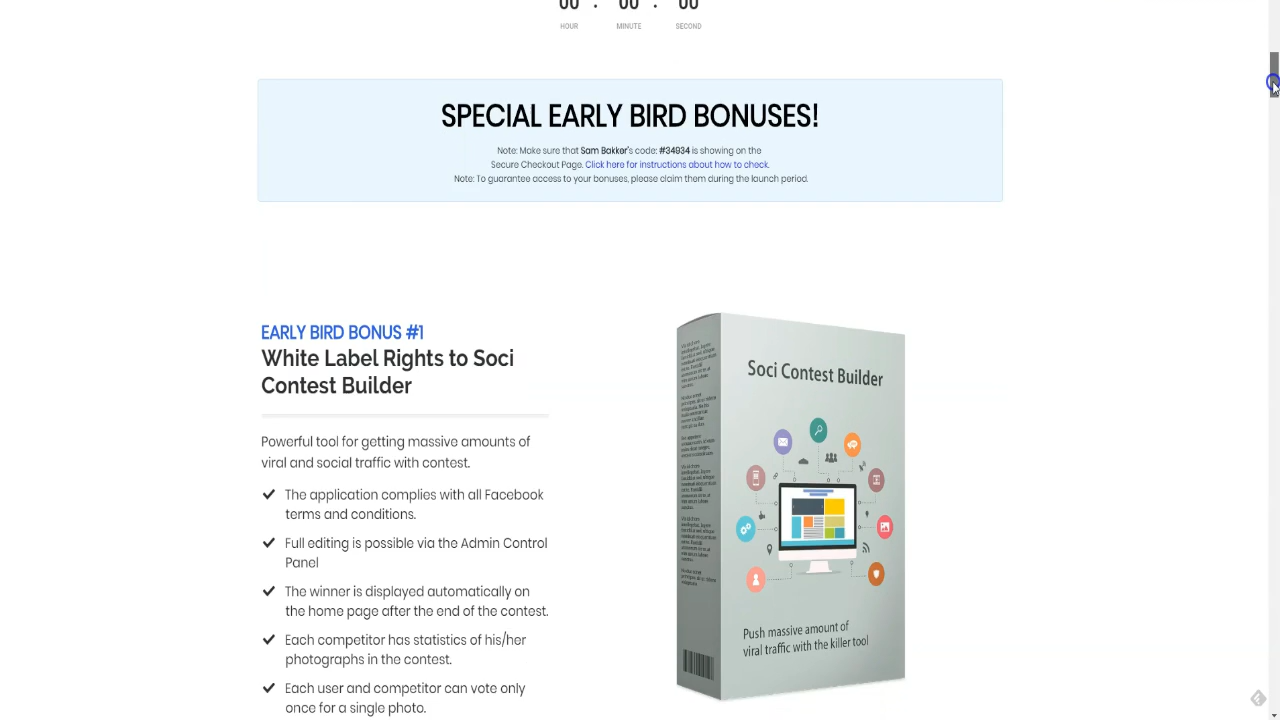 00 : 00 : 00
HOUR MINUTE SECOND
SPECIAL EARLY BIRD BONUSES!
Note: Make sure that Sam Bakker's code: #34934 is showing on the
Secure Checkout Page. Click here for instructions about how to check.
Note: To guarantee access to your bonuses, please claim them during the launch period.
EARLY BIRD BONUS #1
White Label Rights to Soci
Contest Builder
Powerful tool for getting massive amounts of
viral and social traffic with contest.
The application complies with all Facebook
terms and conditions.
Full editing is possible via the Admin Control
Panel
The winner is displayed automatically on
the home page after the end of the contest.
Each competitor has statistics of his/her
photographs in the contest.
Each user and competitor can vote only
once for a single photo.
Soci Contest Builder
Push massive amount of
viral traffic with the killer tool